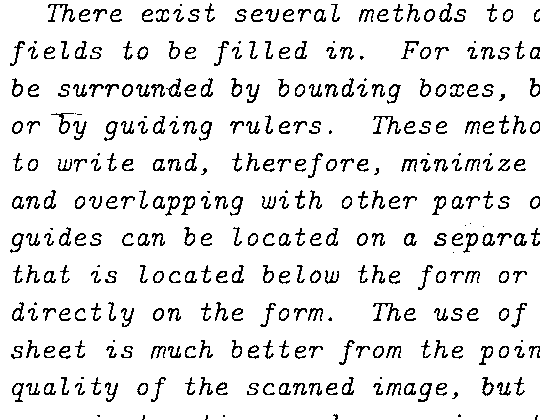 There exist several methods to
fields to be filled in. For insta
be surrounded by bounding boxes, b
or by guiding rulers. These metho
to write and, therefore, minimize
and overlapping with other parts o
guides can be located on a separat
that is located below the form or
directly on the form. The use of
sheet is much better from the poin
quality of the scanned image, but